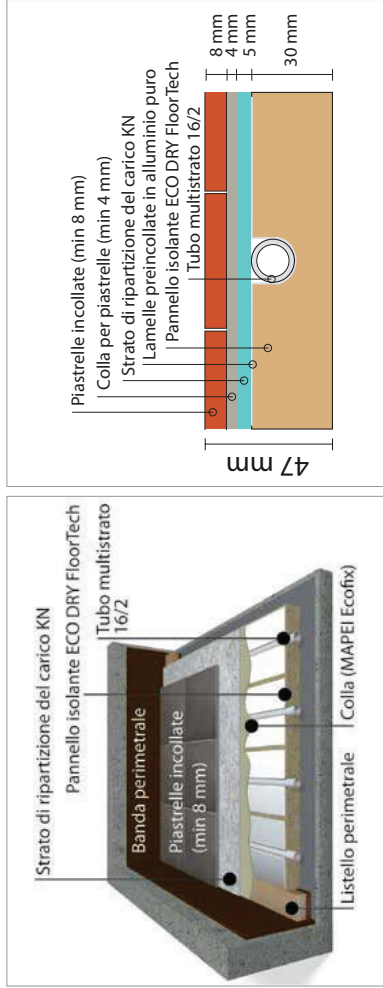 Strato di ripartizione del carico KN
Pannello isolante ECO DRY FloorTech
Tubo multistrato
16/2
Banda perimetrale
Piastrelle incollate
(min 8 mm)
Listello perimetrale
Colla (MAPEI Ecofix)
Piastrelle incollate (min 8 mm)
Colla per piastrelle (min 4 mm)
Strato di ripartizione del carico KN
Lamelle preincollate in alluminio puro
Pannello isolante ECO DRY FloorTech
Tubo multistrato 16/2
47 mm
8 mm
4 mm
5 mm
30 mm